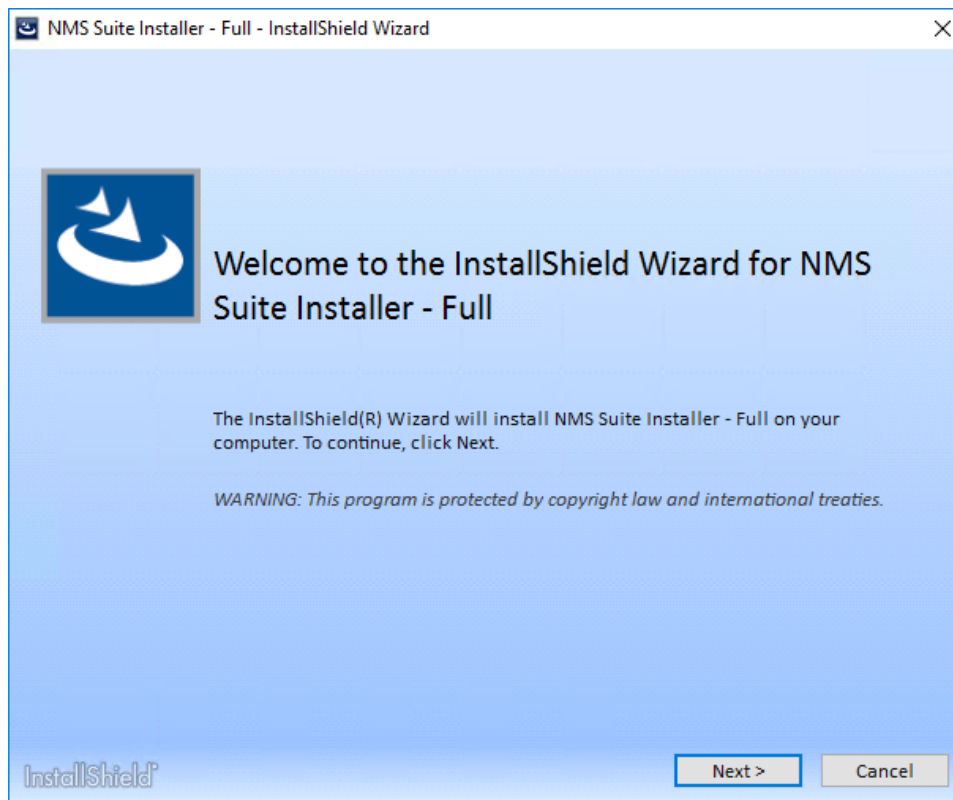 NMS Suite Installer - Full - InstallShield Wizard
Welcome to the InstallShield Wizard for NMS
Suite Installer - Full
The InstallShield(R) Wizard will install NMS Suite Installer - Full on your
computer. To continue, click Next.
WARNING: This program is protected by copyright law and international treaties.
InstallShield®
Next >
Cancel